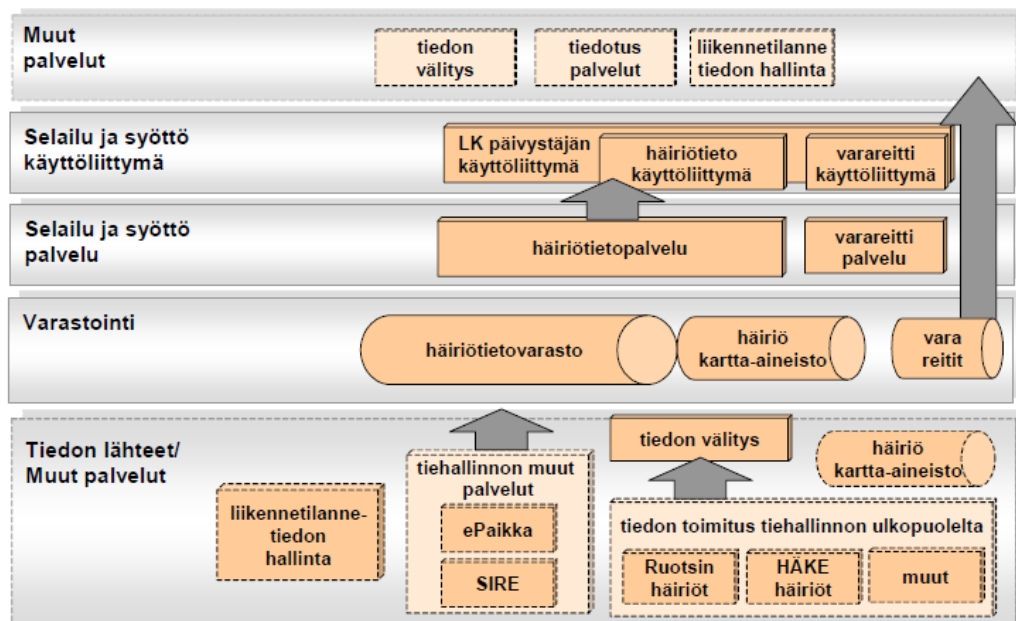 Muut
palvelut
tiedon
välitys
tiedotus
palvelut
liikennetilanne
tiedon hallinta
Selailu ja syöttö
käyttöliittymä
LK päivystäjän
käyttöliittymä
häiriötieto
käyttöliittymä
varareitti
käyttöliittymä
Selailu ja syöttö
palvelu
häiriötietopalvelu
varareitti
palvelu
Varastointi
häiriötietovarasto
häiriö
kartta-aineisto
vara
reitit
Tiedon lähteet/
Muut palvelut
liikennetilanne-
tiedon
hallinta
tiehallinnon muut
palvelut
ePaikka
SIRE
tiedon välitys
häiriö
kartta-aineisto
tiedon toimitus tiehallinnon ulkopuolelta
Ruotsin
häiriöt
HÄKE
häiriöt
muut